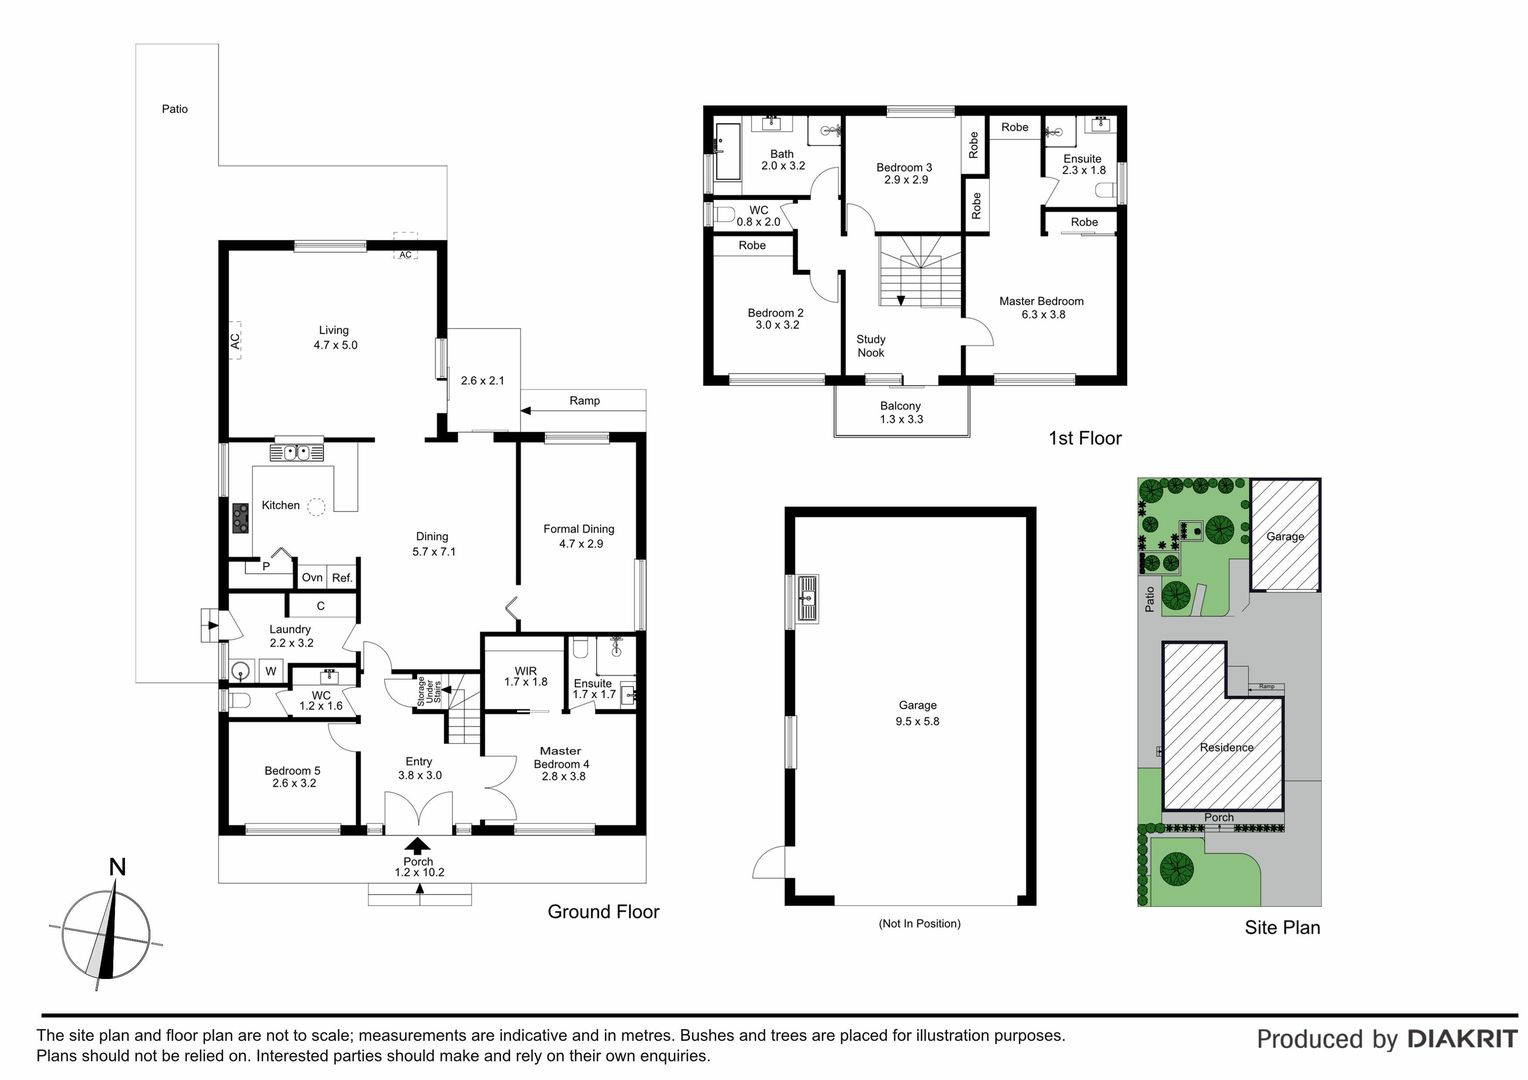 Patio
AC
Living
4.7 x 5.0
AC
2.6 x 2.1
Ramp
Kitchen
Dining
5.7 x 7.1
Formal Dining
4.7 x 2.9
P
Ovn
Ref.
C
Laundry
2.2 x 3.2
W
WC
1.2 x 1.6
Storage
Under
Stairs
WIR
1.7 x 1.8
Ensuite
1.7 x 1.7
Bedroom 5
2.6 x 3.2
Entry
3.8 x 3.0
Master
Bedroom 4
2.8 x 3.8
Porch
1.2 x 10.2
Ground Floor
N
Bath
2.0 x 3.2
Bedroom 3
2.9 x 2.9
Robe
Robe
Robe
Ensuite
2.3 x 1.8
WC
0.8 x 2.0
Robe
Robe
Bedroom 2
3.0 x 3.2
Master Bedroom
6.3 x 3.8
Study
Nook
Balcony
1.3 x 3.3
1st Floor
Garage
9.5 x 5.8
(Not In Position)
Garage
Patio
Ramp
Residence
Porch
Site Plan
The site plan and floor plan are not to scale; measurements are indicative and in metres. Bushes and trees are placed for illustration purposes.
Plans should not be relied on. Interested parties should make and rely on their own enquiries.
Produced by DIAKRIT